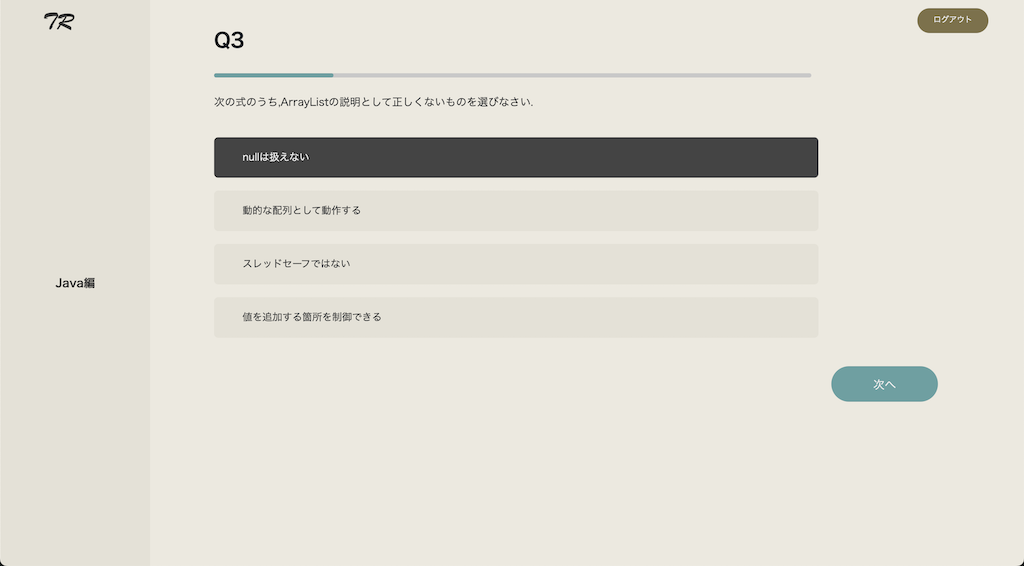 TR
ログアウト
Q3
次の式のうち,ArrayListの説明として正しくないものを選びなさい.
nullは扱えない
動的な配列として動作する
スレッドセーフではない
Java編
値を追加する箇所を制御できる
次へ